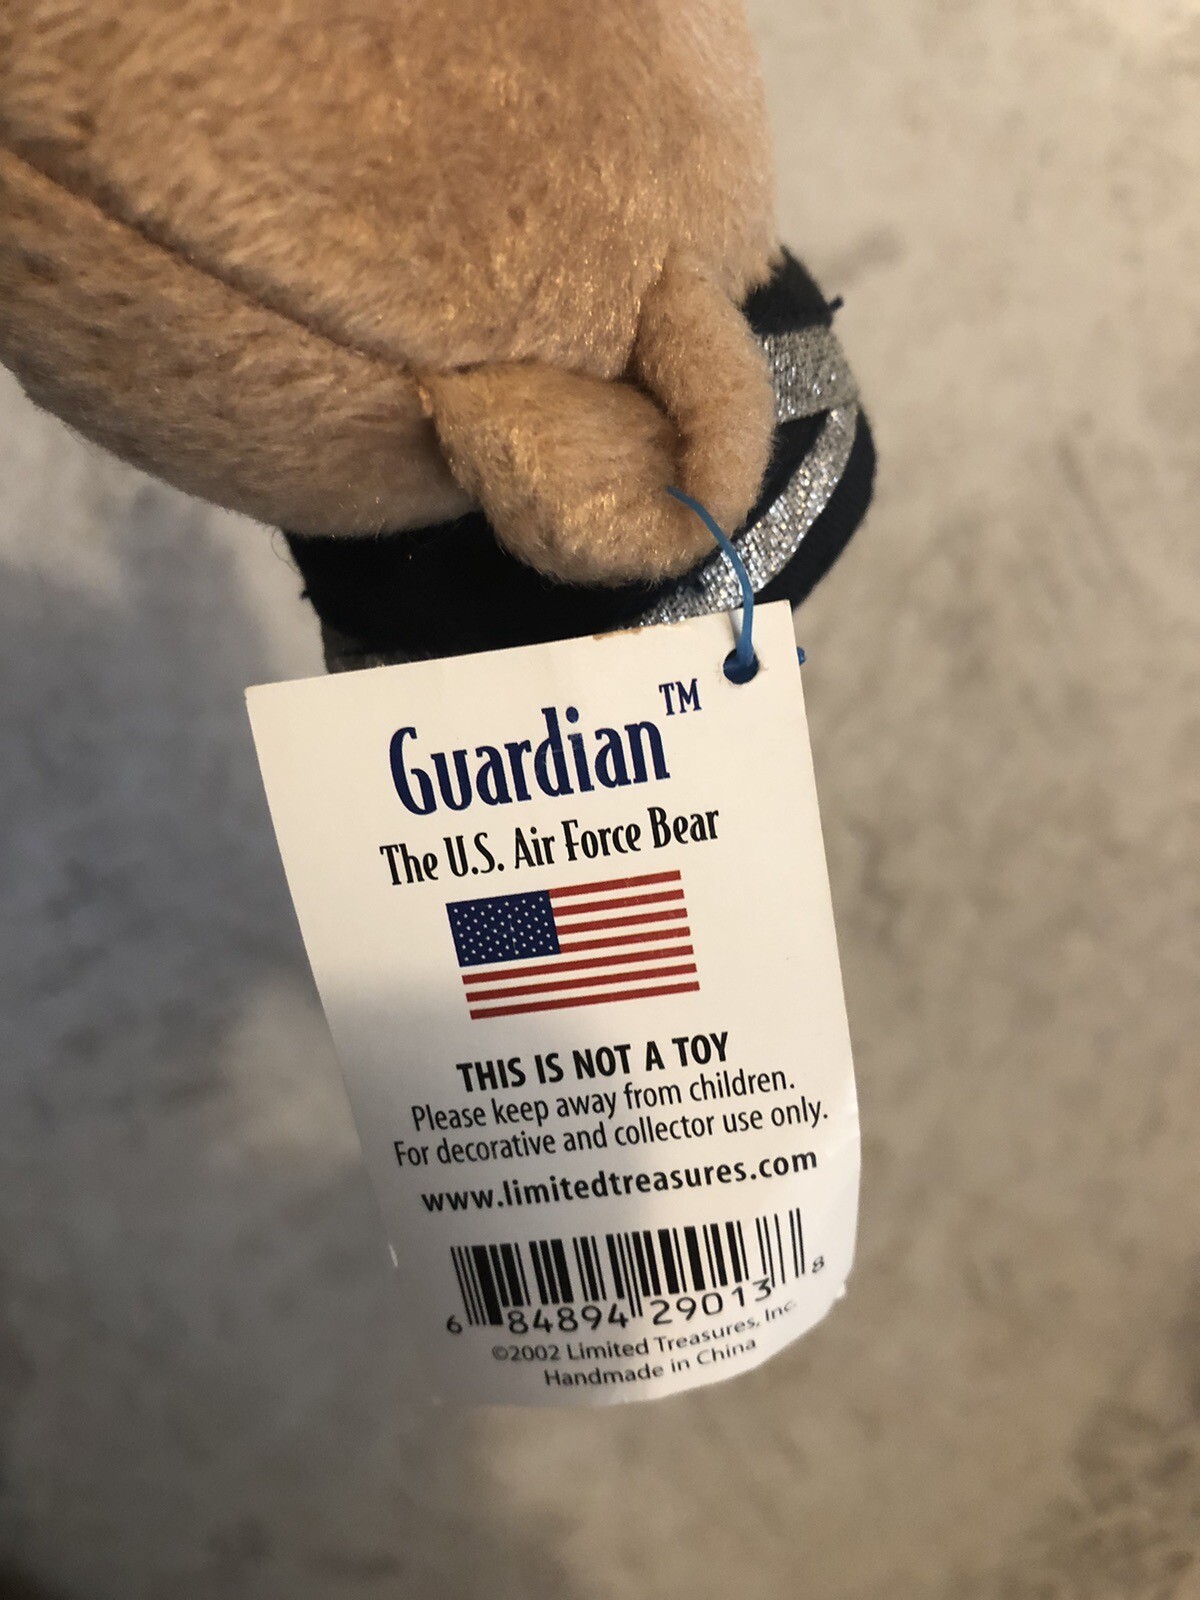 Guardian™
The U.S. Air Force Bear
THIS IS NOT A TOY
Please keep away from children.
For decorative and collector use only.
www.limitedtreasures.com
6 84894 29013 8
©2002 Limited Treasures, Inc.
Handmade in China